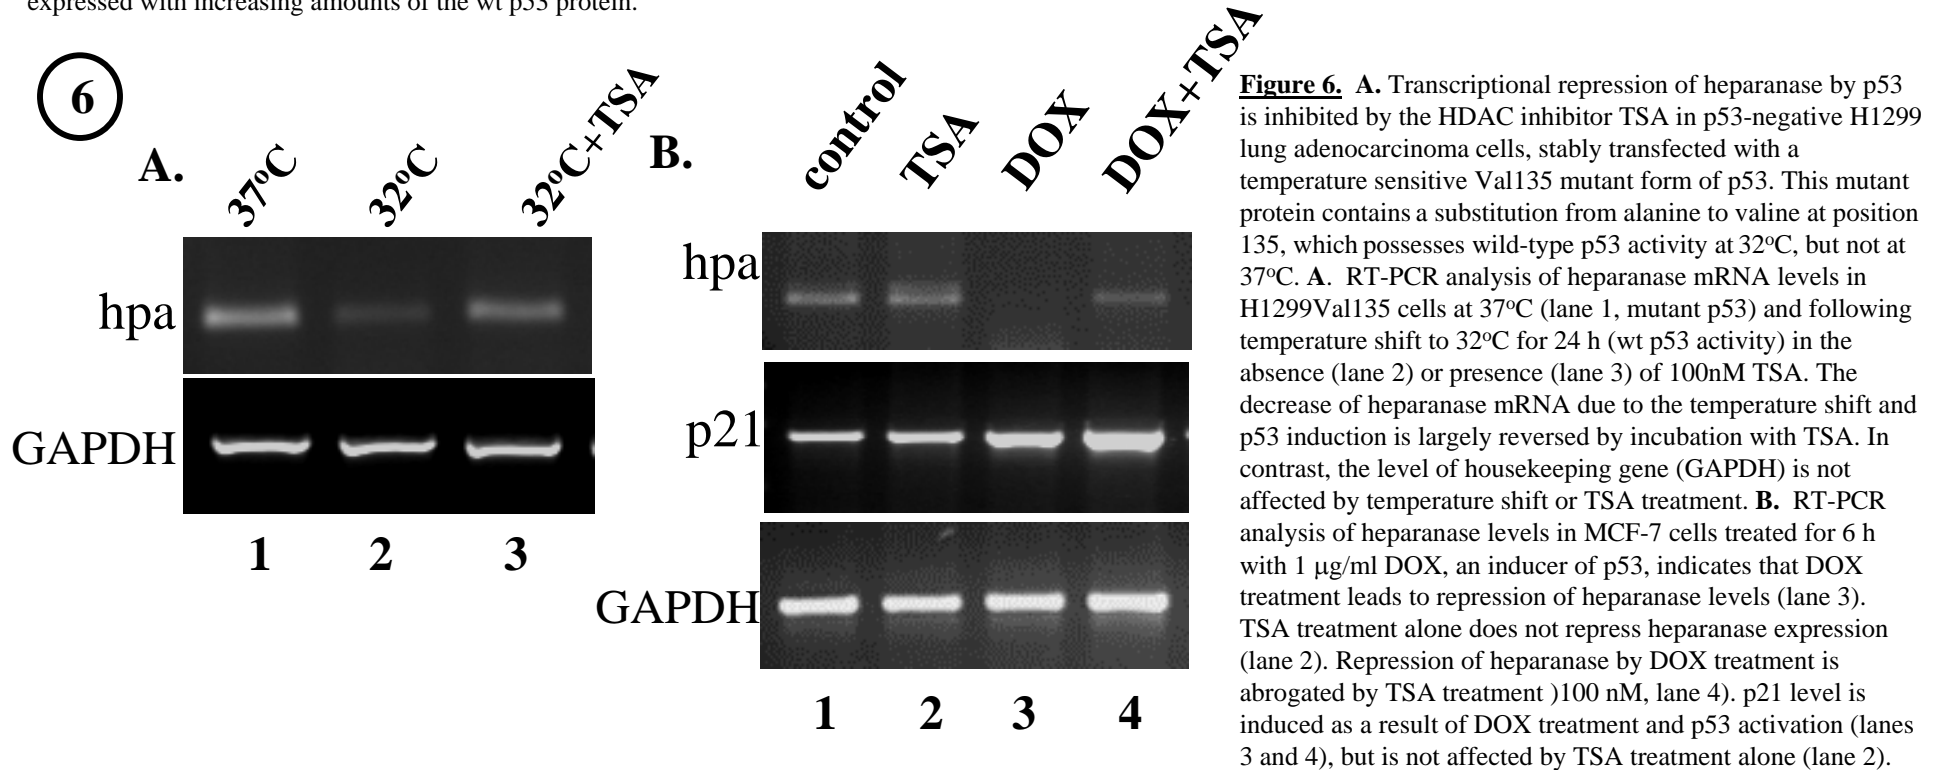 expressed with increasing amounts of the wt p53 protein.
6
A.
37ºC
32ºC
32ºC+TSA
hpa
GAPDH
1 2 3
B.
control
TSA
DOX
DOX+TSA
hpa
p21
GAPDH
1 2 3 4
Figure 6. A. Transcriptional repression of heparanase by p53
is inhibited by the HDAC inhibitor TSA in p53-negative H1299
lung adenocarcinoma cells, stably transfected with a
temperature sensitive Val135 mutant form of p53. This mutant
protein contains a substitution from alanine to valine at position
135, which possesses wild-type p53 activity at 32ºC, but not at
37ºC. A. RT-PCR analysis of heparanase mRNA levels in
H1299Val135 cells at 37ºC (lane 1, mutant p53) and following
temperature shift to 32ºC for 24 h (wt p53 activity) in the
absence (lane 2) or presence (lane 3) of 100nM TSA. The
decrease of heparanase mRNA due to the temperature shift and
p53 induction is largely reversed by incubation with TSA. In
contrast, the level of housekeeping gene (GAPDH) is not
affected by temperature shift or TSA treatment. B. RT-PCR
analysis of heparanase levels in MCF-7 cells treated for 6 h
with 1 μg/ml DOX, an inducer of p53, indicates that DOX
treatment leads to repression of heparanase levels (lane 3).
TSA treatment alone does not repress heparanase expression
(lane 2). Repression of heparanase by DOX treatment is
abrogated by TSA treatment )100 nM, lane 4). p21 level is
induced as a result of DOX treatment and p53 activation (lanes
3 and 4), but is not affected by TSA treatment alone (lane 2).